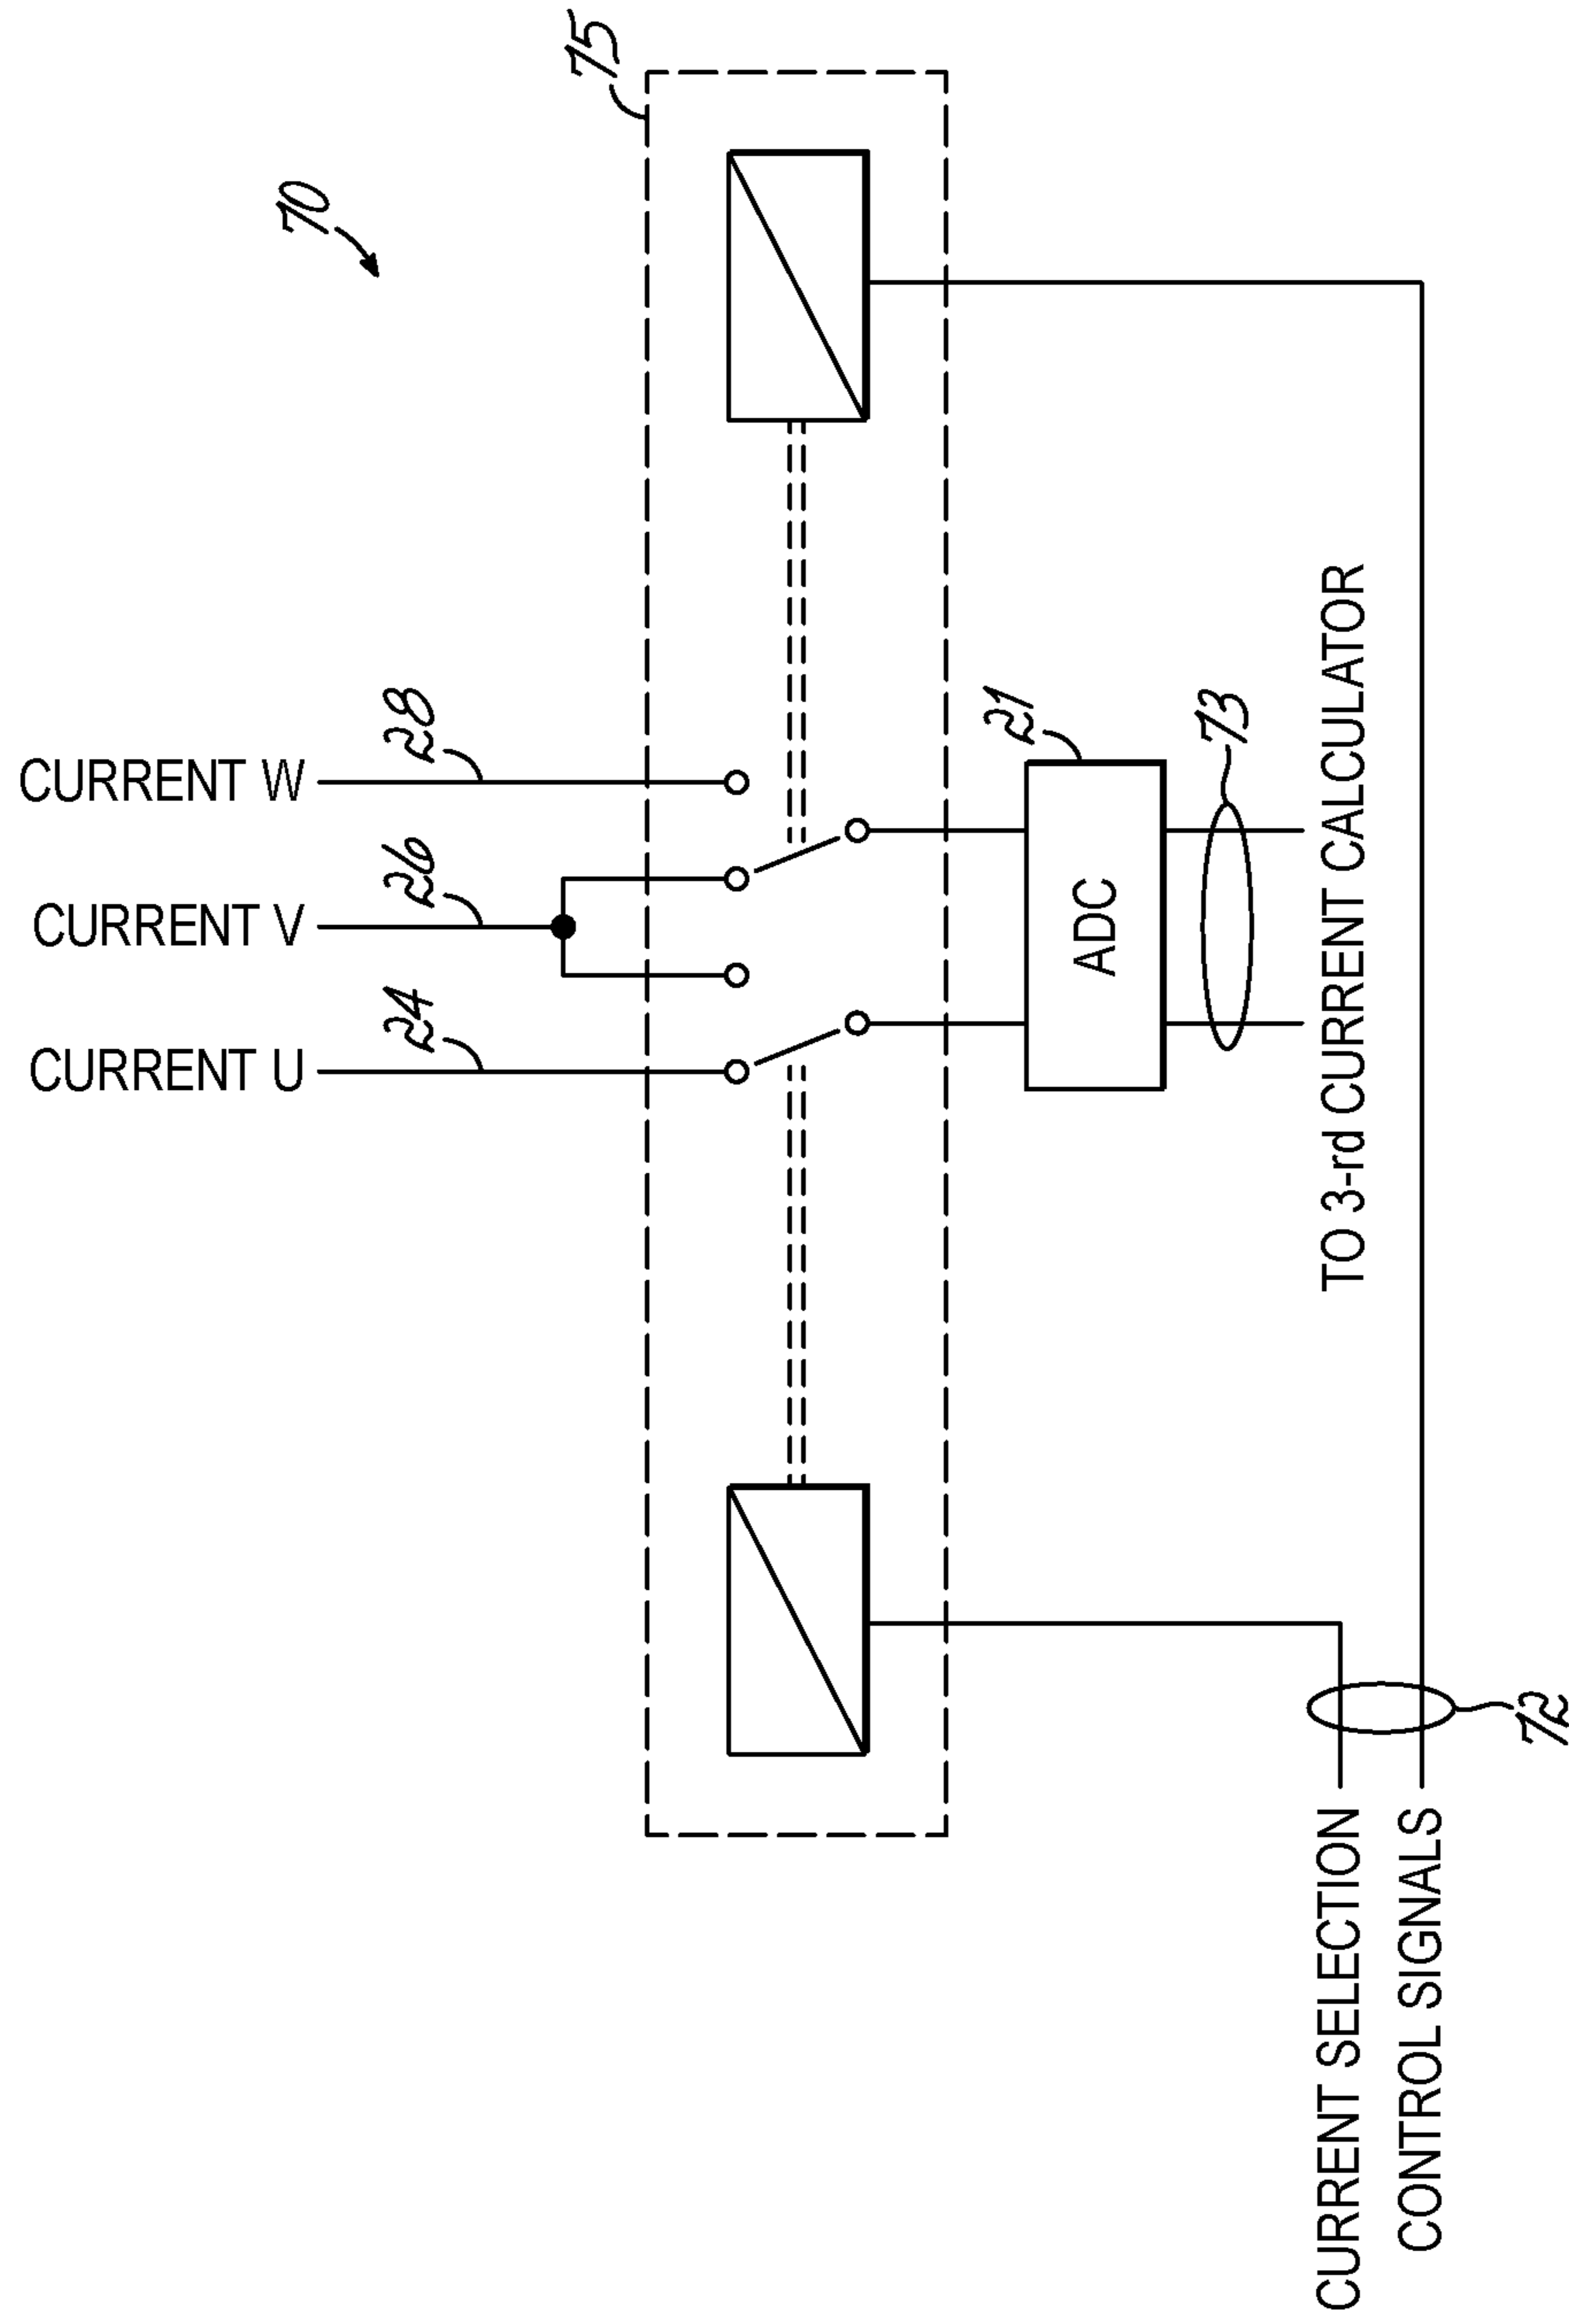 75
70
CURRENT W
28
CURRENT V
26
CURRENT U
24
21
ADC
73
TO 3-rd CURRENT CALCULATOR
72
CURRENT SELECTION
CONTROL SIGNALS